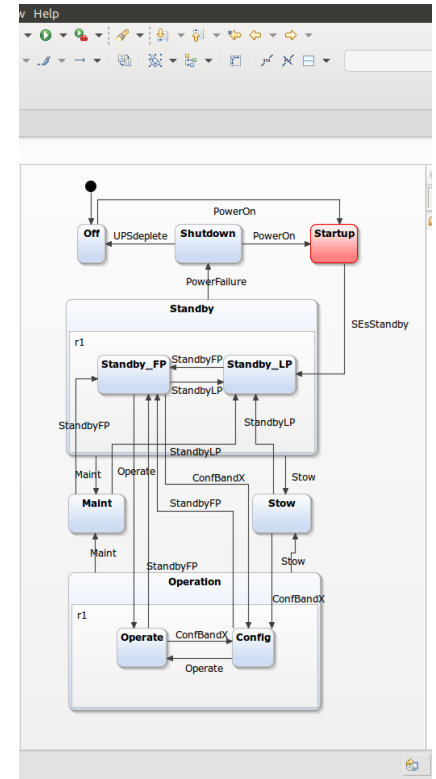 w Help
PowerOn
Off
UPSdeplete
Shutdown
PowerOn
Startup
PowerFailure
Standby
SEsStandby
r1
Standby_FP
StandbyFP
Standby_LP
StandbyLP
StandbyFP
StandbyLP
StandbyLP
Maint
Operate
ConfBandX
Stow
Maint
StandbyFP
Stow
Maint
Stow
StandbyFP
Operation
ConfBandX
r1
Operate
ConfBandX
Config
Operate